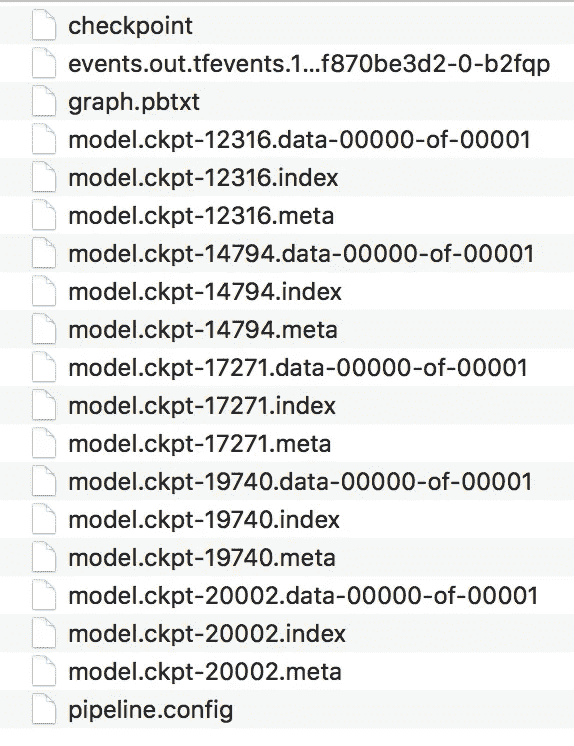 checkpoint
events.out.tfevents.1...f870be3d2-0-b2fqp
graph.pbtxt
model.ckpt-12316.data-00000-of-00001
model.ckpt-12316.index
model.ckpt-12316.meta
model.ckpt-14794.data-00000-of-00001
model.ckpt-14794.index
model.ckpt-14794.meta
model.ckpt-17271.data-00000-of-00001
model.ckpt-17271.index
model.ckpt-17271.meta
model.ckpt-19740.data-00000-of-00001
model.ckpt-19740.index
model.ckpt-19740.meta
model.ckpt-20002.data-00000-of-00001
model.ckpt-20002.index
model.ckpt-20002.meta
pipeline.config